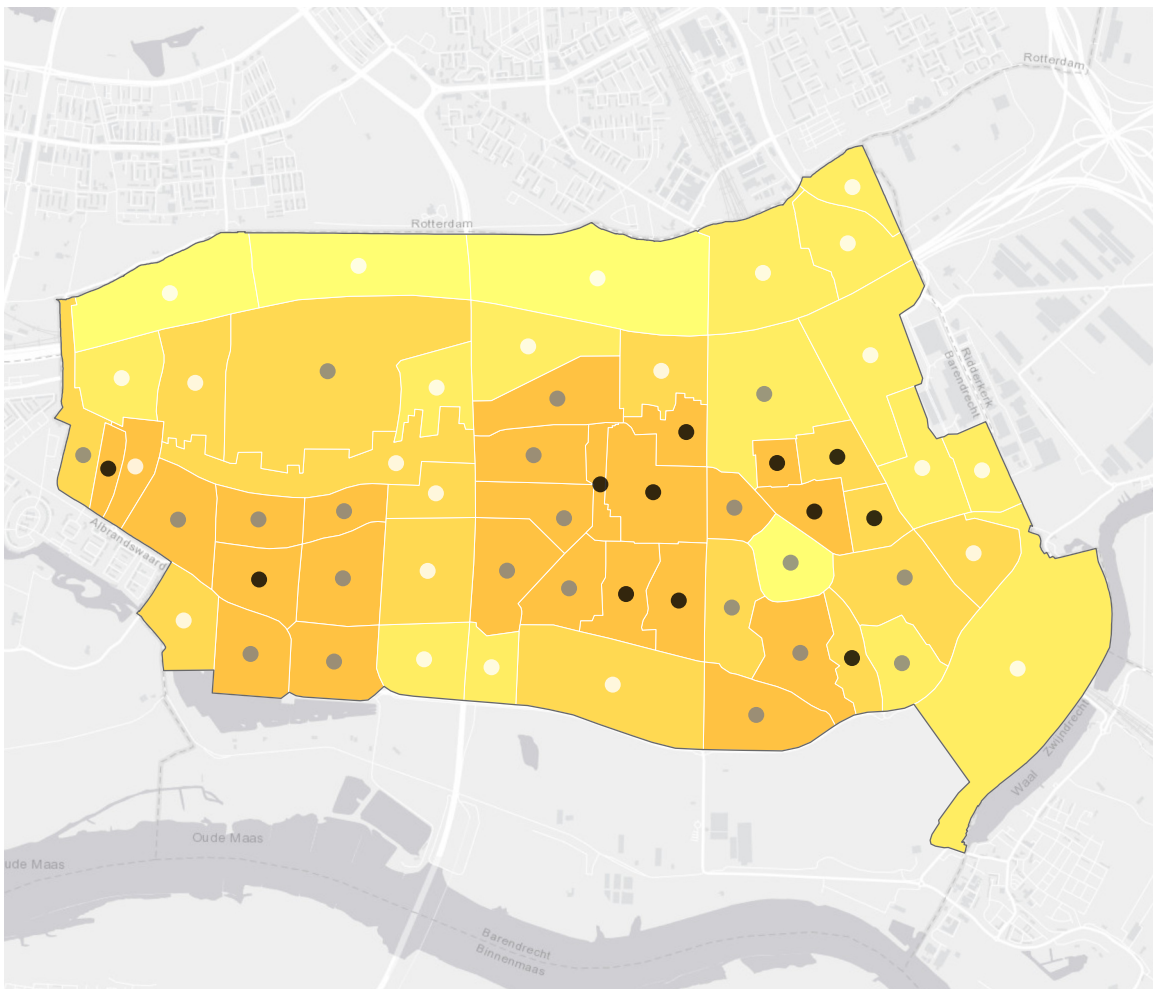 Rotterdam
Rotterdam
Ridderkerk
Barendrecht
Albrandswaard
Zwijndrecht
Waal
Oude Maas
ude Maas
Barendrecht
Binnenmaas